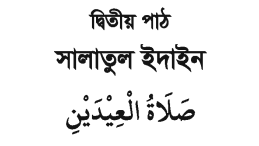 দ্বিতীয় পাঠ
সালাতুল ইদাইন
صَلَاةُ الْعِيْدَيْنِ